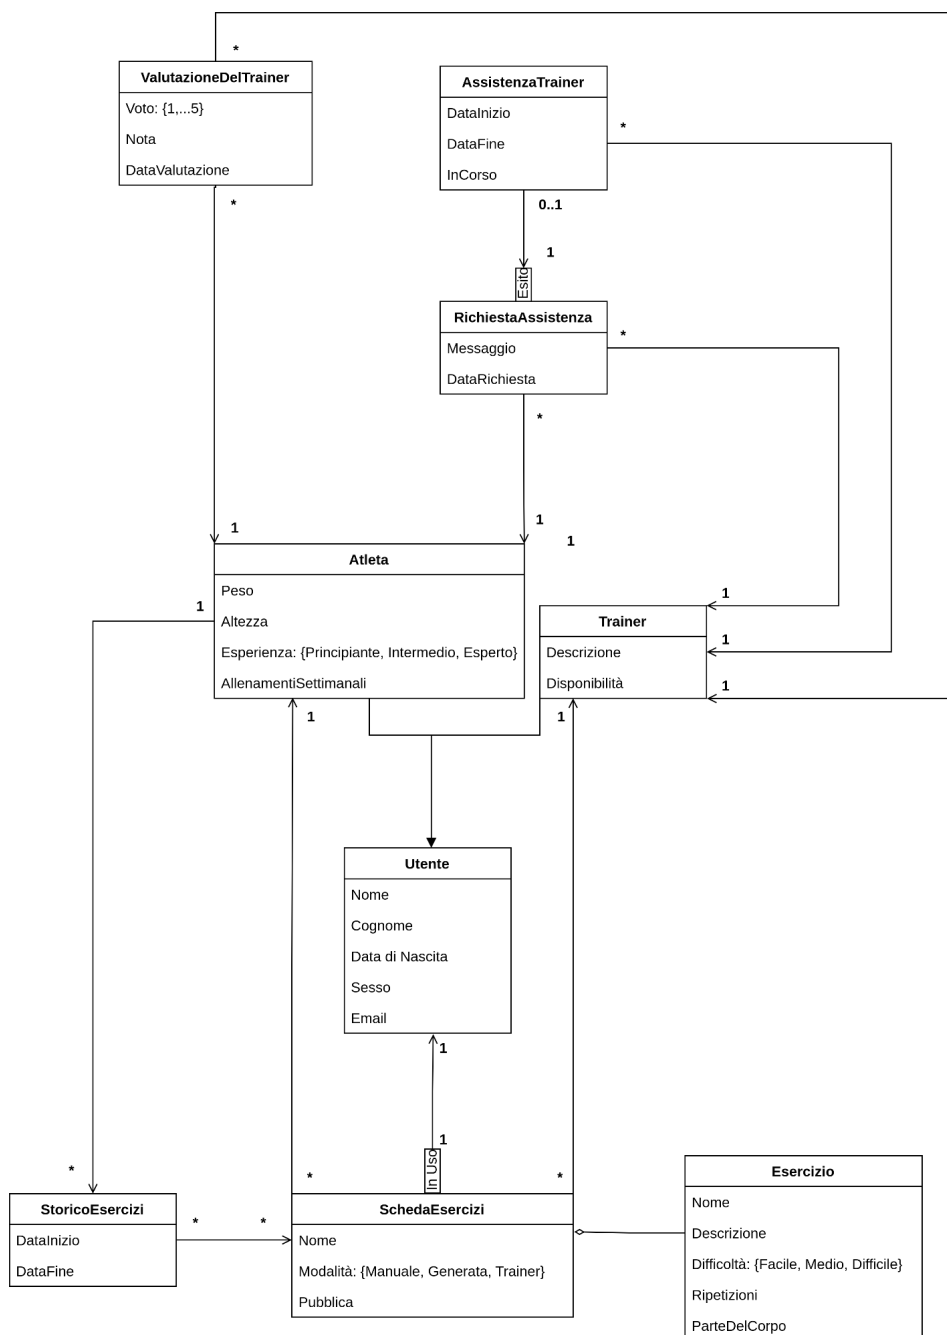 *
ValutazioneDelTrainer
Voto: {1,...5}
Nota
DataValutazione
*
AssistenzaTrainer
DataInizio
DataFine
InCorso
*
0..1
1
Esito
RichiestaAssistenza
Messaggio
DataRichiesta
*
*
1
1
1
Atleta
Peso
Altezza
Esperienza: {Principiante, Intermedio, Esperto}
AllenamentiSettimanali
1
1
Trainer
Descrizione
Disponibilità
1
1
1
1
1
Utente
Nome
Cognome
Data di Nascita
Sesso
Email
1
1
In Uso
*
*
*
StoricoEsercizi
DataInizio
DataFine
*
*
SchedaEsercizi
Nome
Modalità: {Manuale, Generata, Trainer}
Pubblica
Esercizio
Nome
Descrizione
Difficoltà: {Facile, Medio, Difficile}
Ripetizioni
ParteDelCorpo